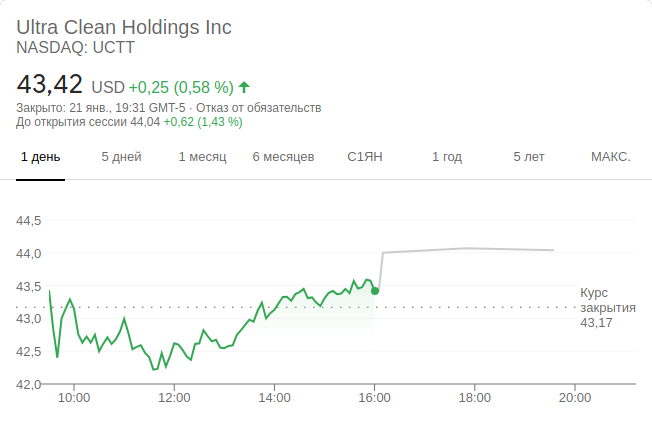 Ultra Clean Holdings Inc
NASDAQ: UCTT
43,42 USD +0,25 (0,58 %)
Закрыто: 21 янв., 19:31 GMT-5 · Отказ от обязательств
До открытия сессии 44,04 +0,62 (1,43 %)
1 день 5 дней 1 месяц 6 месяцев С1ЯН 1 год 5 лет МАКС.
44,5
44,0
43,5
43,0
42,5
42,0
Курс
закрытия
43,17
10:00 12:00 14:00 16:00 18:00 20:00